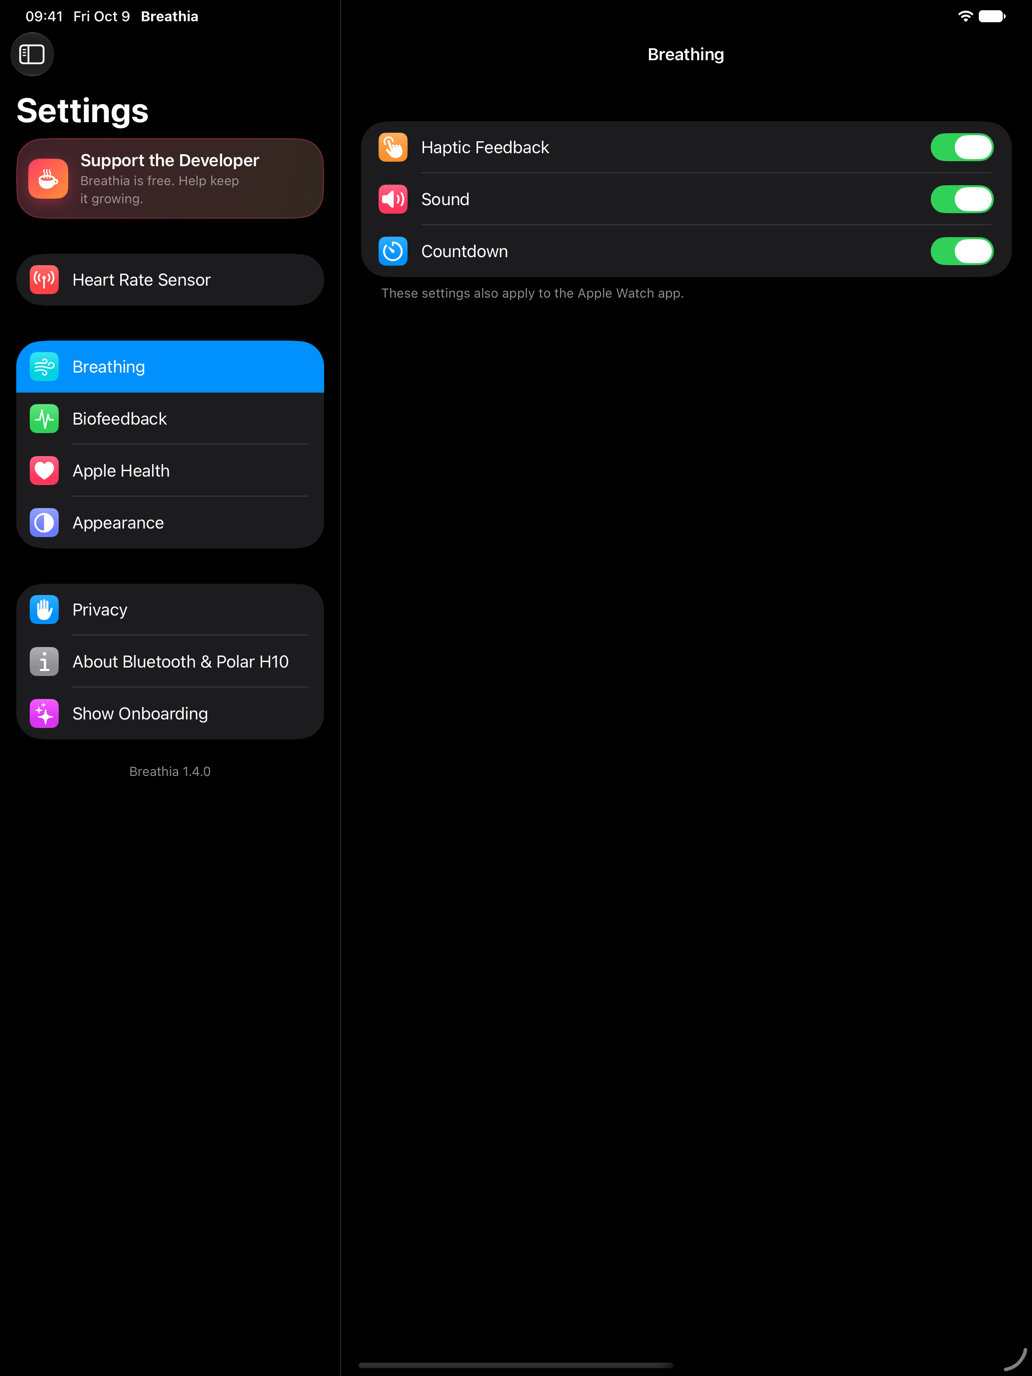 09:41 Fri Oct 9 Breathia
Settings
Support the Developer
Breathia is free. Help keep
it growing.
Heart Rate Sensor
Breathing
Biofeedback
Apple Health
Appearance
Privacy
About Bluetooth & Polar H10
Show Onboarding
Breathia 1.4.0
Breathing
Haptic Feedback
Sound
Countdown
These settings also apply to the Apple Watch app.